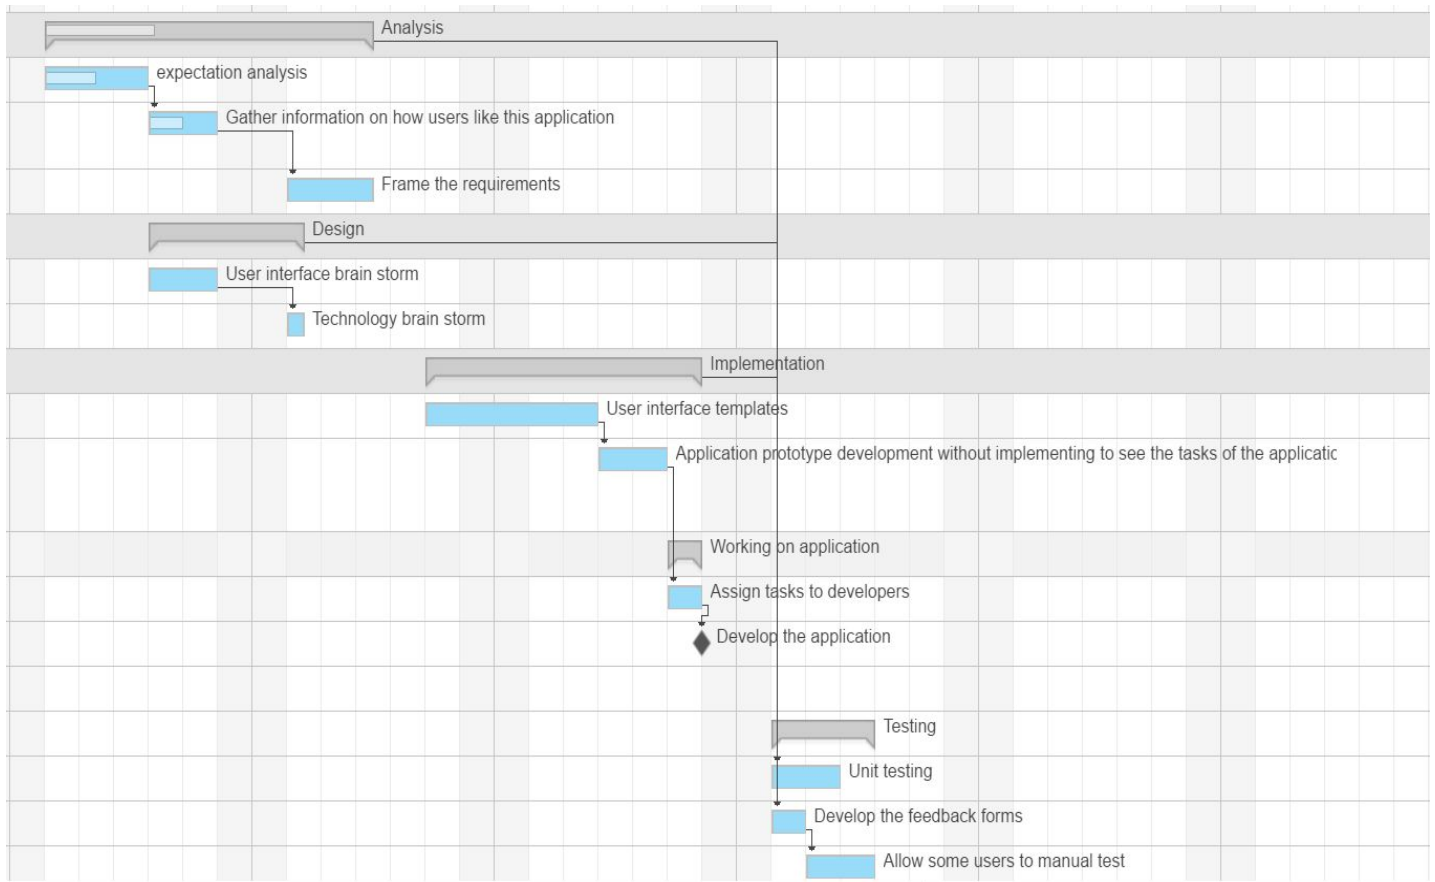 Analysis
expectation analysis
Gather information on how users like this application
Frame the requirements
Design
User interface brain storm
Technology brain storm
Implementation
User interface templates
Application prototype development without implementing to see the tasks of the applicatic
Working on application
Assign tasks to developers
Develop the application
Testing
Unit testing
Develop the feedback forms
Allow some users to manual test